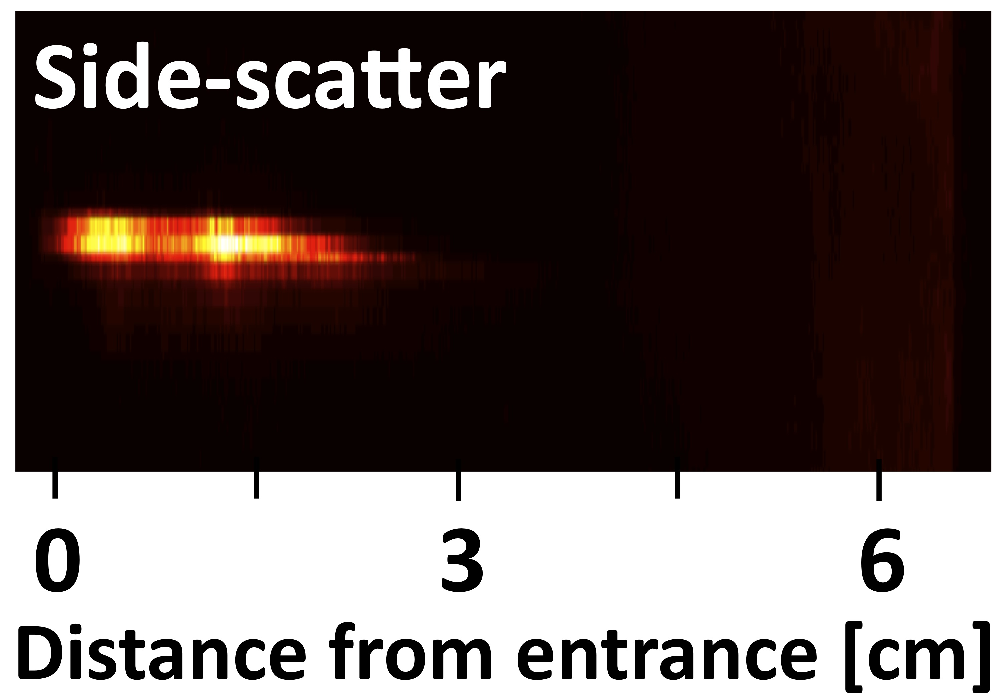 Side-scatter
0 3 6
Distance from entrance [cm]